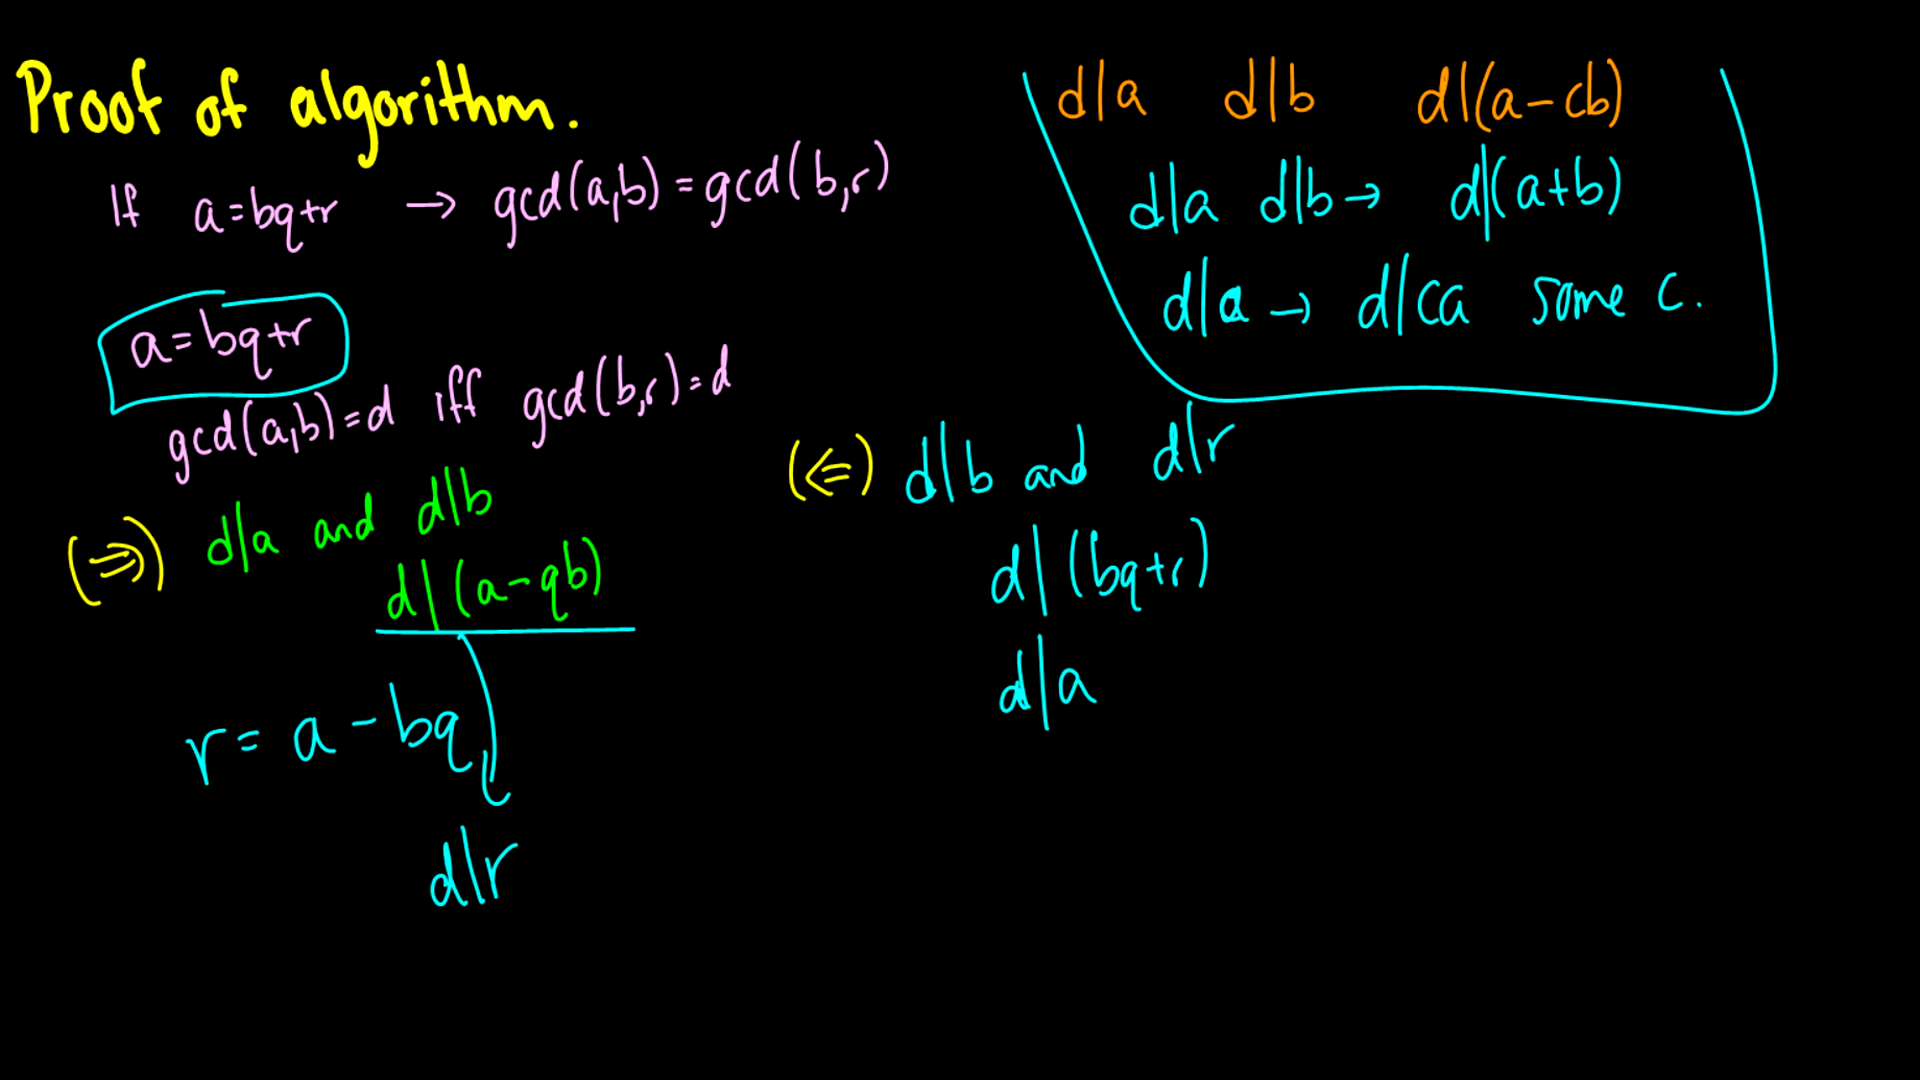 Proof of algorithm.
If a=bq+r → gcd(a,b)=gcd(b,r)
a=bq+r
gcd(a,b)=d iff gcd(b,r)=d
(⇒) d|a and d|b
d|(a-qb)
r= a-bq
d|r
d|a d|b d|(a-cb)
d|a d|b→ d|(a+b)
d|a → d|ca some c.
(⇐) d|b and d|r
d|(bq+r)
d|a